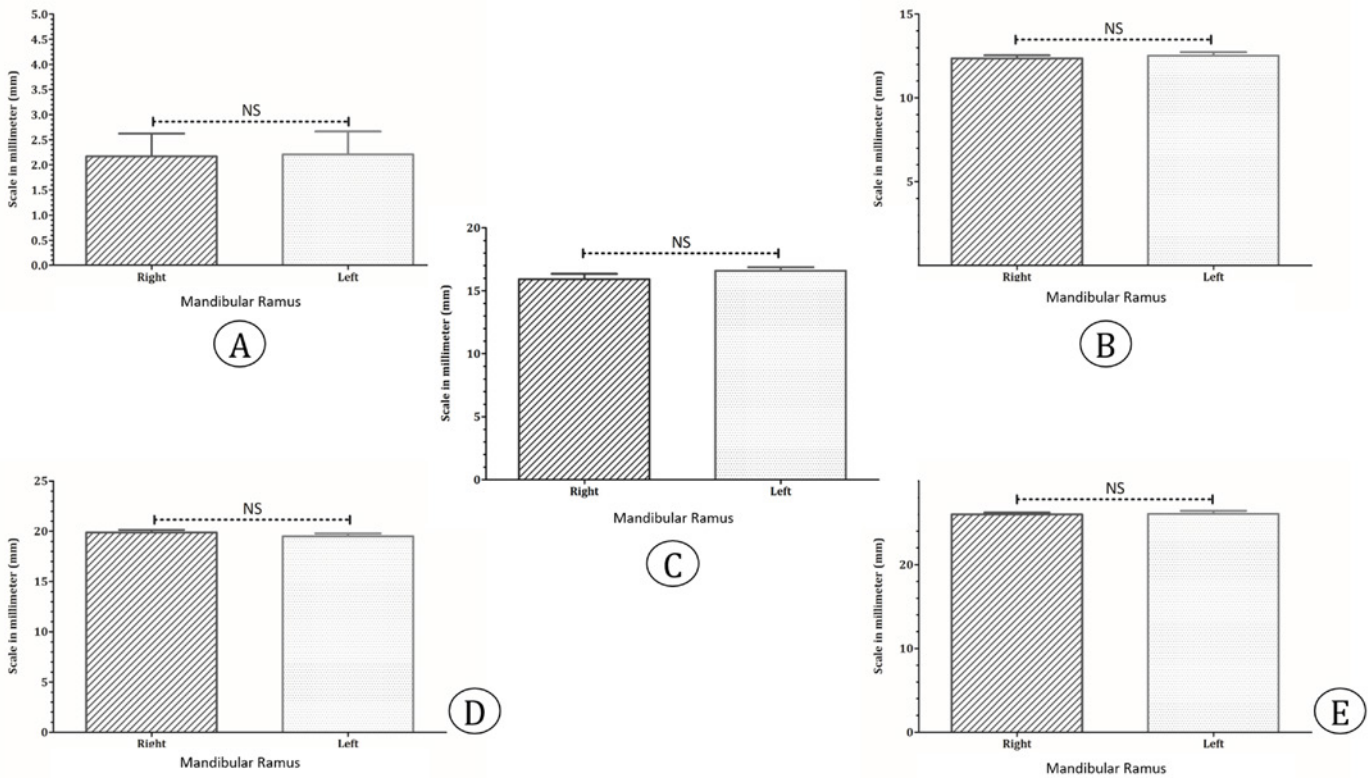 5.0
4.5
4.0
3.5
3.0
2.5
2.0
1.5
1.0
0.5
0.0
Scale in millimeter (mm)
NS
Right
Left
Mandibular Ramus
A
15
10
5
Scale in millimeter (mm)
NS
Right
Left
Mandibular Ramus
B
20
15
10
5
0
Scale in millimeter (mm)
NS
Right
Left
Mandibular Ramus
C
25
20
15
10
5
0
Scale in millimeter (mm)
NS
Right
Left
Mandibular Ramus
D
20
10
0
Scale in millimeter (mm)
NS
Right
Left
Mandibular Ramus
E